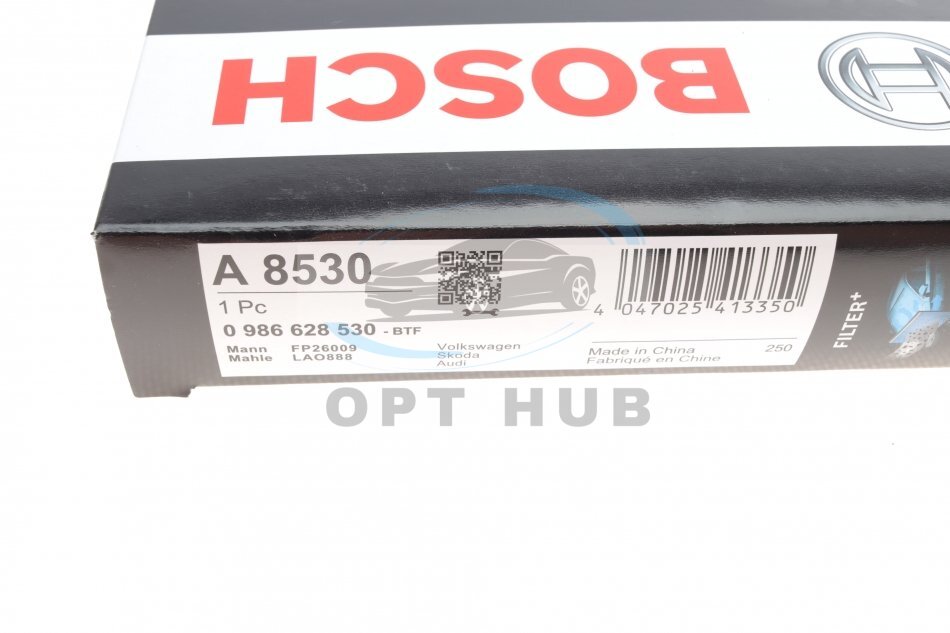 BOSCH
A 8530
1 Pc
0 986 628 530 - BTF
Mann FP26009
Mahle LAO888
Volkswagen
Skoda
Audi
4 047025 413350
Made in China 250
Fabriqué en Chine
FILTER+
OPT HUB